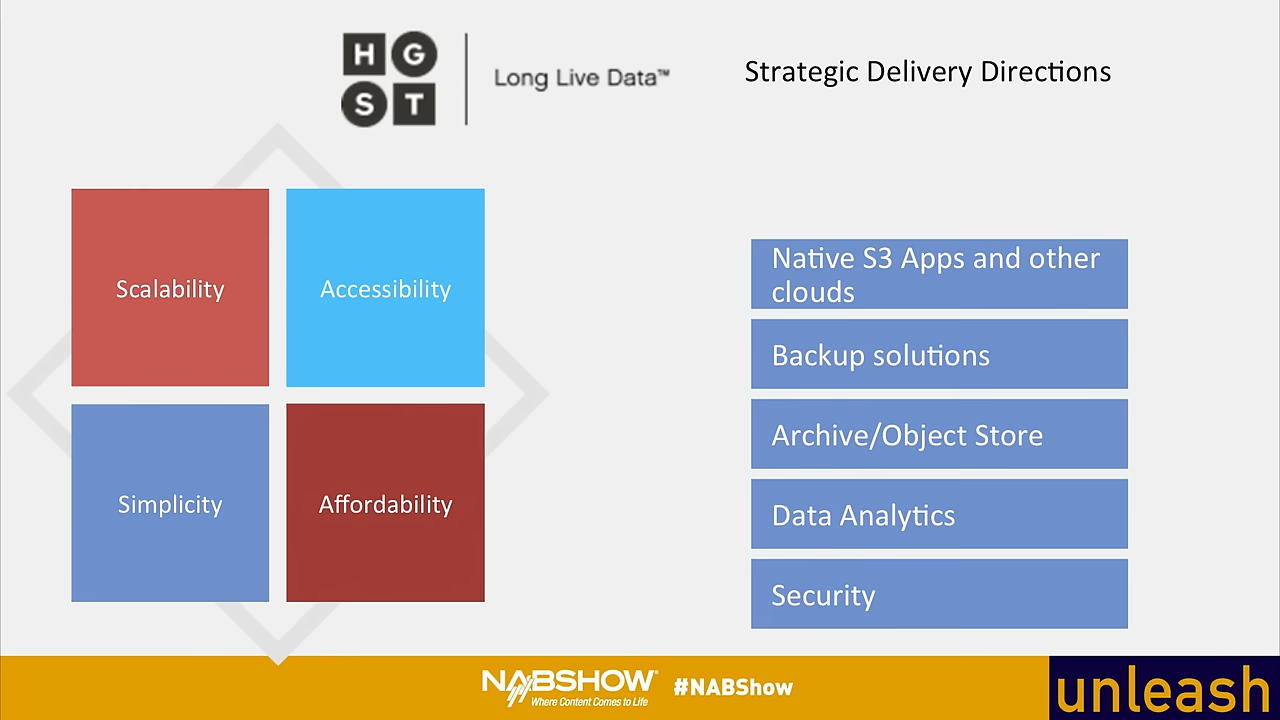 HGST
Long Live Data™
Strategic Delivery Directions
Scalability
Accessibility
Simplicity
Affordability
Native S3 Apps and other
clouds
Backup solutions
Archive/Object Store
Data Analytics
Security
NABSHOW®
Where Content Comes to Life
#NABShow
unleash